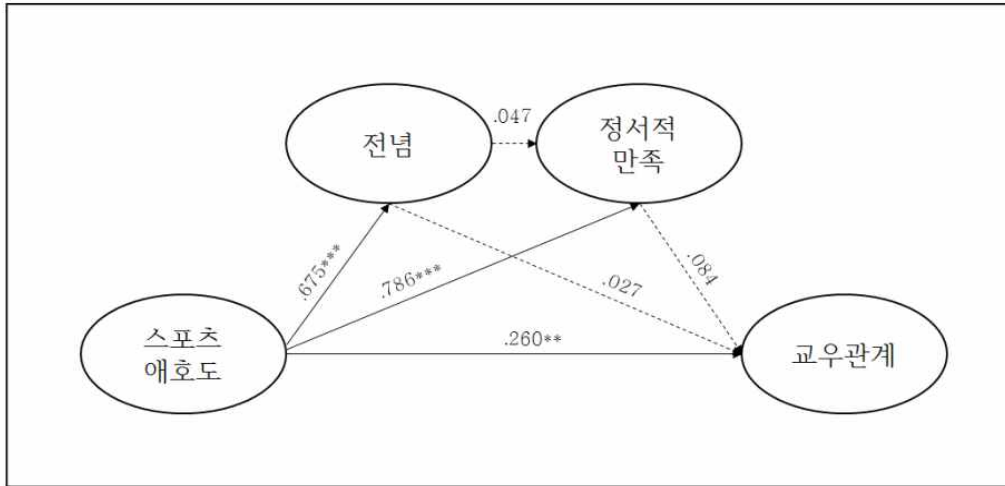 .047
전념
정서적
만족
.675***
.786***
.027
.084
.260**
스포츠
애호도
교우관계